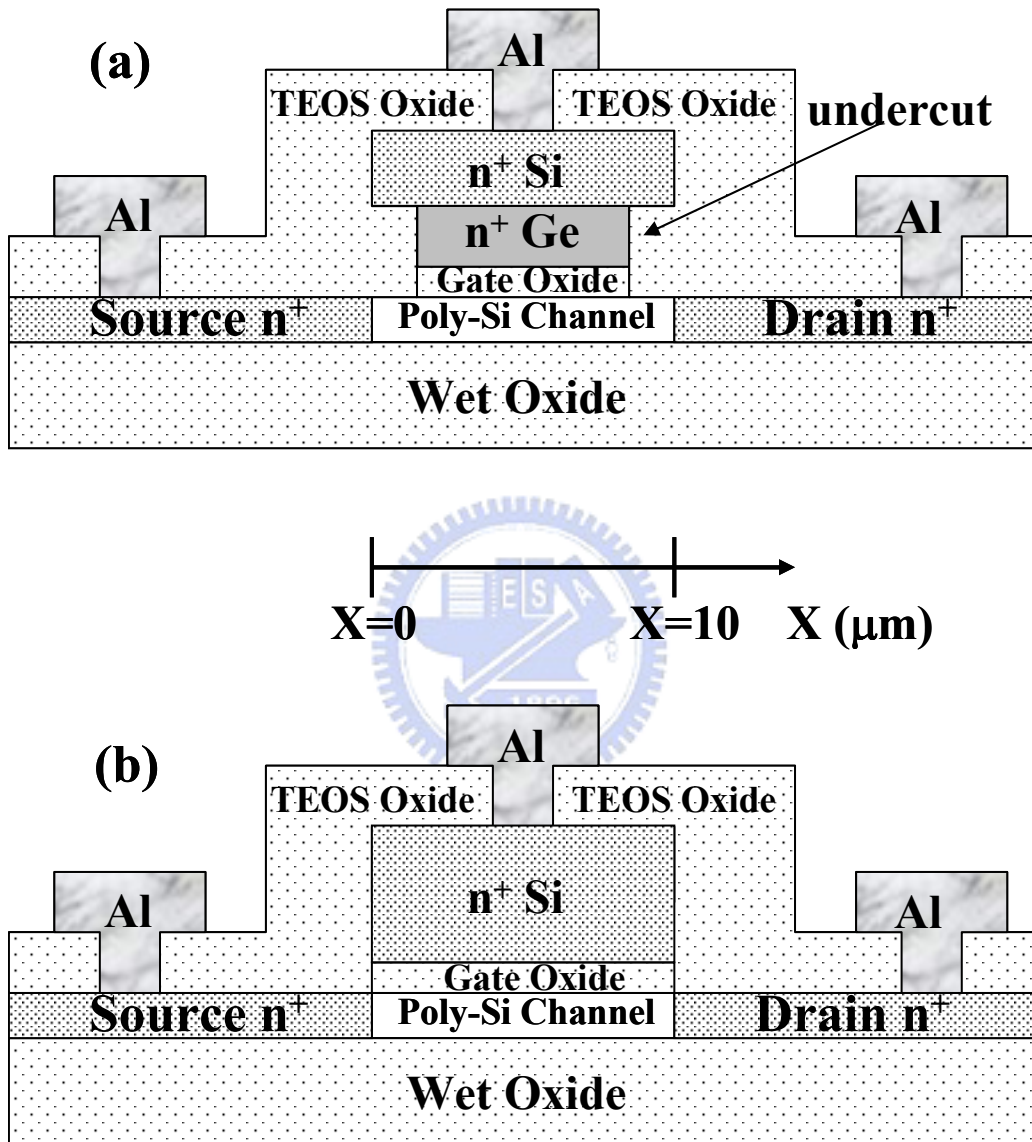 (a)
Al
TEOS Oxide TEOS Oxide
undercut
n⁺ Si
Al Al
n⁺ Ge
Gate Oxide
Source n⁺ Poly-Si Channel Drain n⁺
Wet Oxide
ESA
X=0 X=10 X (μm)
1896
(b)
Al
TEOS Oxide TEOS Oxide
n⁺ Si
Al Al
Gate Oxide
Source n⁺ Poly-Si Channel Drain n⁺
Wet Oxide